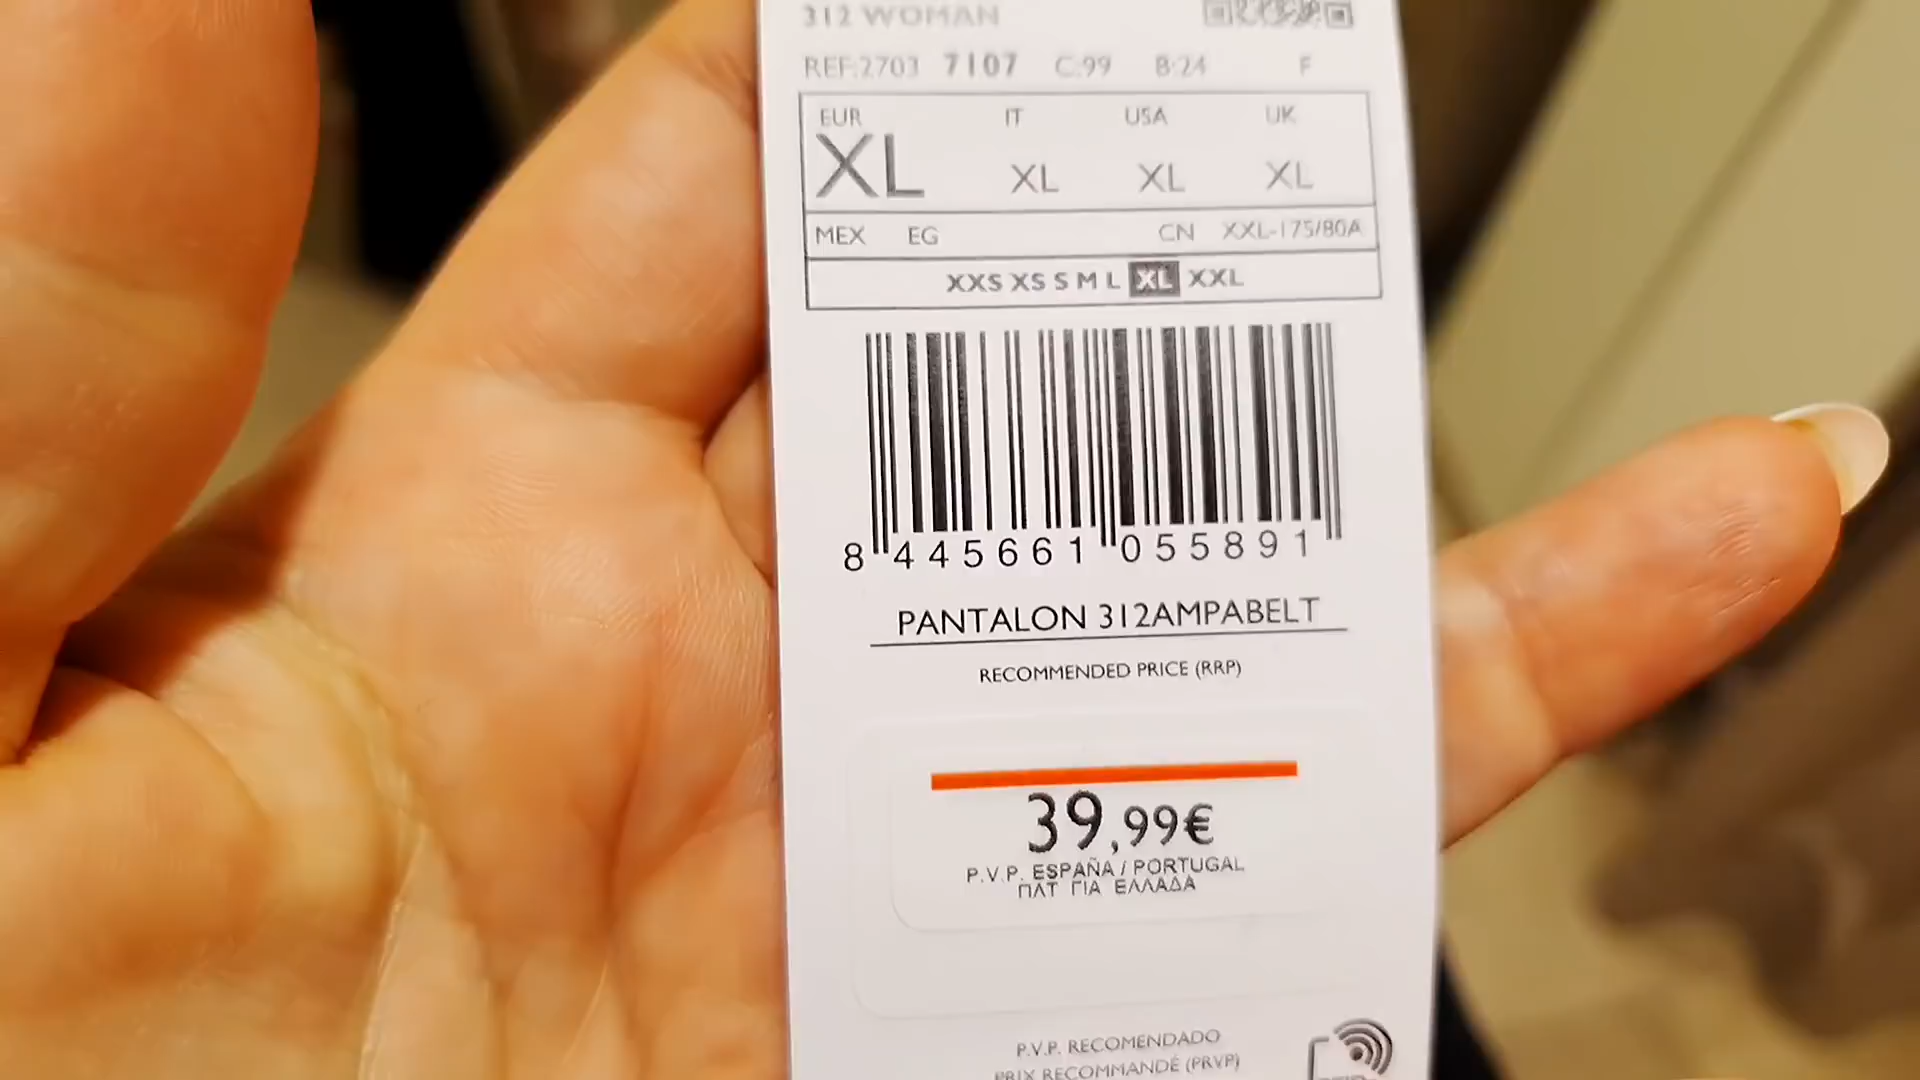 312 WOMAN
REF:2703 7107 C:99 B:24 F
EUR IT USA UK
XL XL XL XL
MEX EG CN XXL-175/80A
XXS XS S M L XL XXL
8 445661 055891
PANTALON 312AMPABELT
RECOMMENDED PRICE (RRP)
39,99€
P.V.P. ESPAÑA / PORTUGAL
ΠΛΤ ΓΙΑ ΕΛΛΑΔΑ
P.V.P. RECOMENDADO
PRIX RECOMMANDÉ (PRVP)